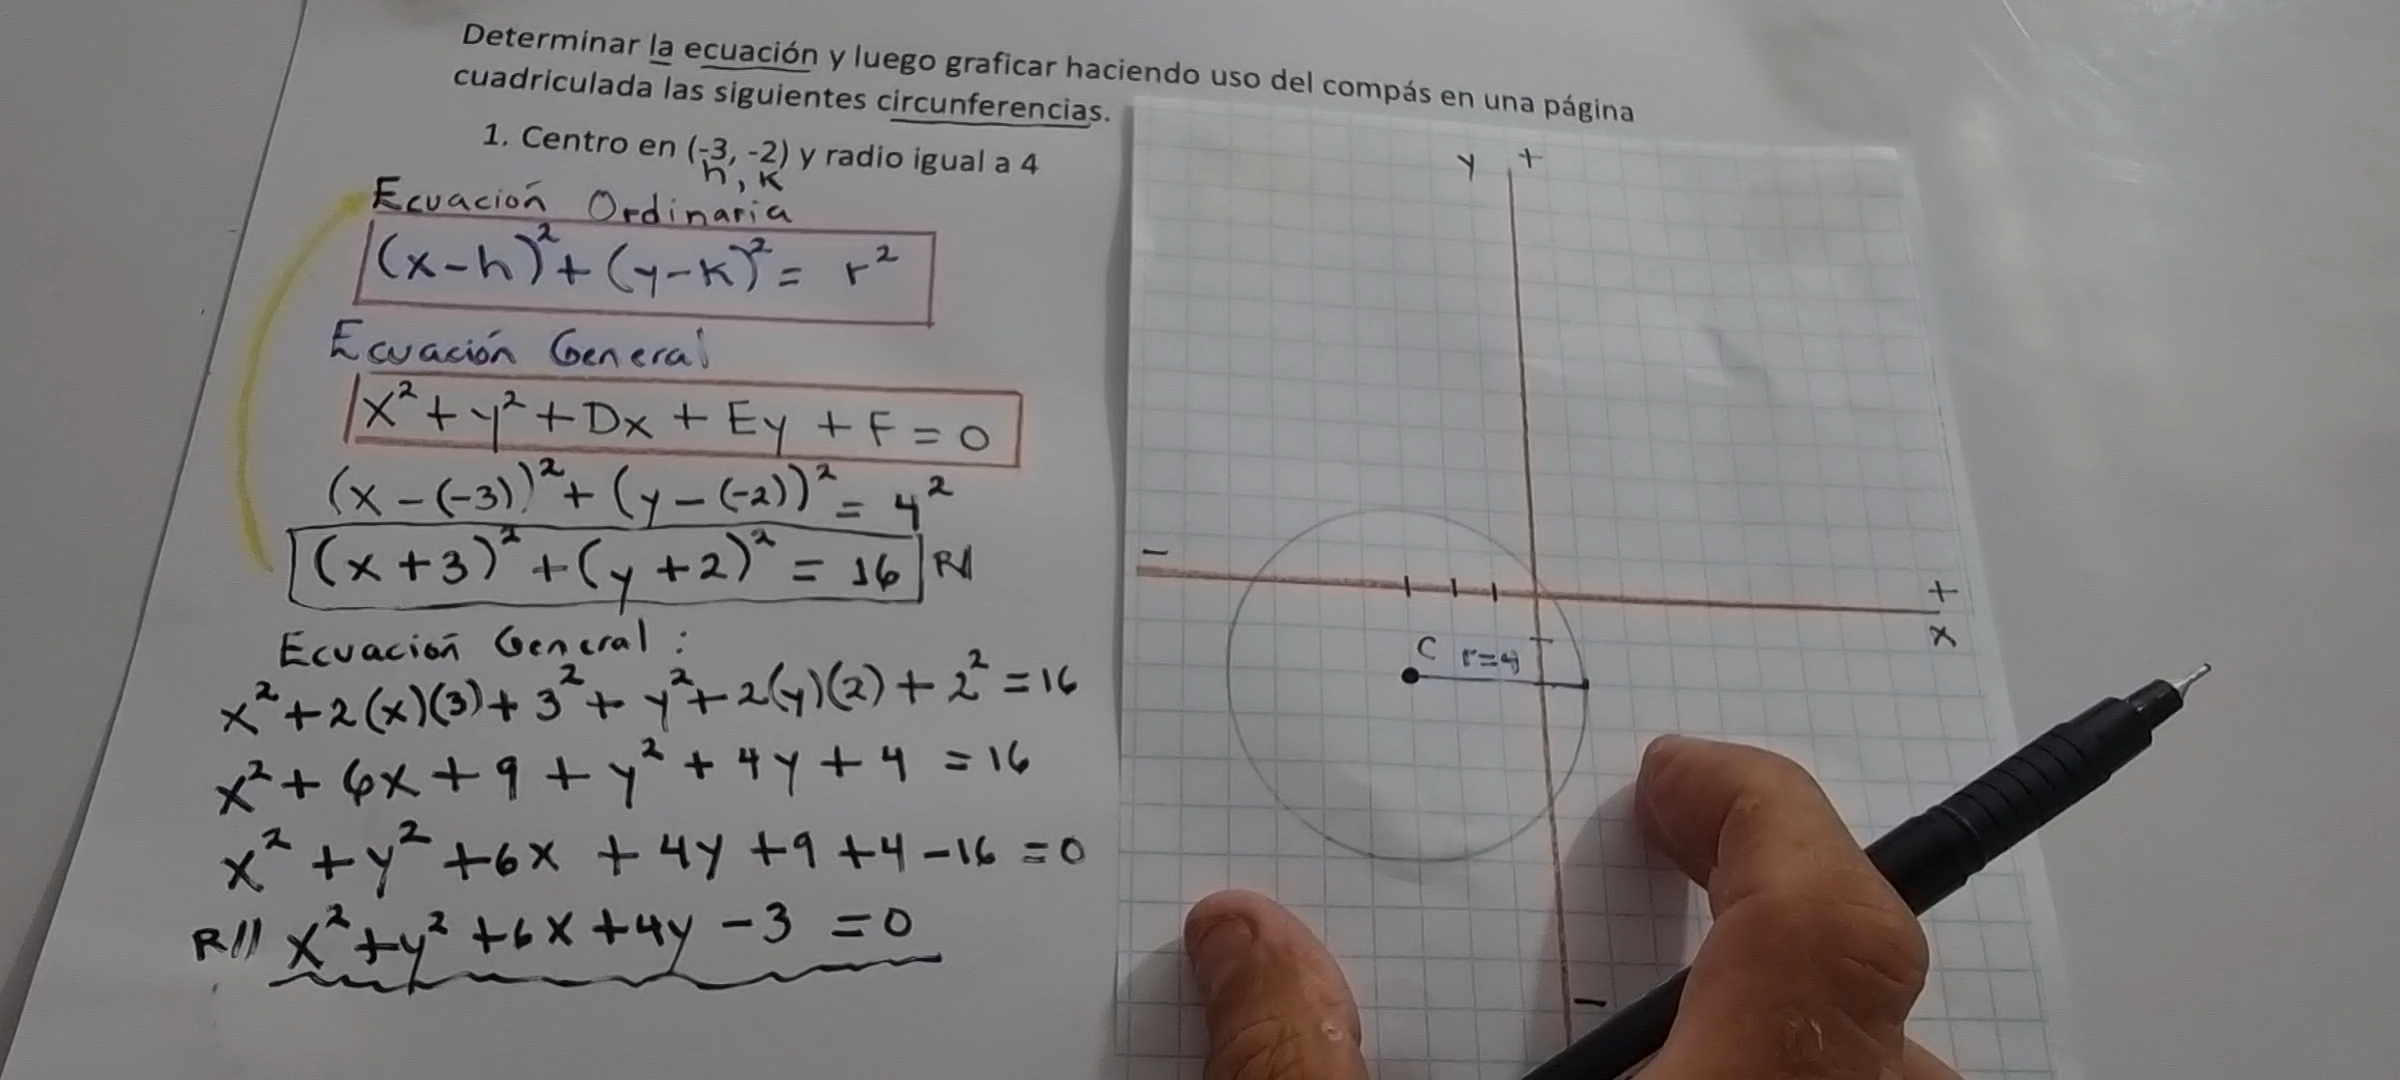 Determinar la ecuación y luego graficar haciendo uso del compás en una página
cuadriculada las siguientes circunferencias.
1. Centro en (-3, -2) y radio igual a 4
h, k
Ecuación Ordinaria
(x-h)² + (y-k)² = r²
Ecuación General
x² + y² + Dx + Ey + F = 0
(x-(-3))² + (y-(-2))² = 4²
(x+3)² + (y+2)² = 16 R//
Ecuación General:
x² + 2(x)(3) + 3² + y² + 2(y)(2) + 2² = 16
x² + 6x + 9 + y² + 4y + 4 = 16
x² + y² + 6x + 4y + 9 + 4 - 16 = 0
R// x² + y² + 6x + 4y - 3 = 0
y +
-
+
x
C r=4
-